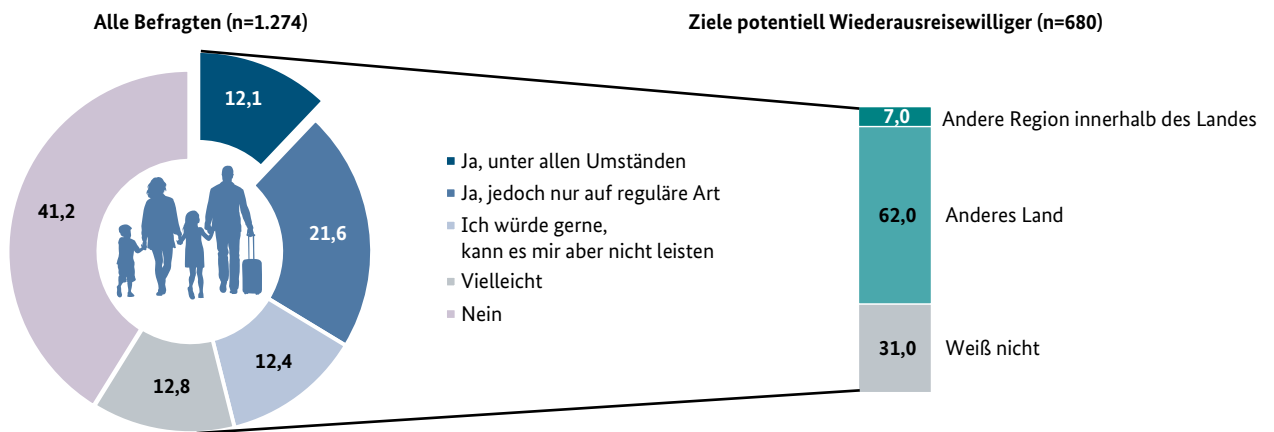 Alle Befragten (n=1.274)
Ziele potentiell Wiederausreisewilliger (n=680)
12,1
21,6
12,4
12,8
41,2
Ja, unter allen Umständen
Ja, jedoch nur auf reguläre Art
Ich würde gerne,
kann es mir aber nicht leisten
Vielleicht
Nein
7,0
Andere Region innerhalb des Landes
62,0
Anderes Land
31,0
Weiß nicht